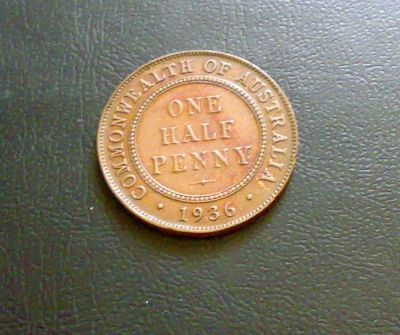 COMMONWEALTH OF AUSTRALIA
ONE
HALF
PENNY
· 1936 ·